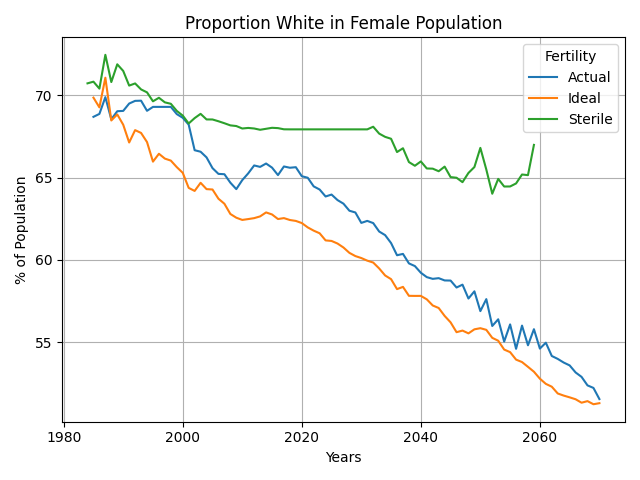 Proportion White in Female Population
% of Population
70
65
60
55
1980
2000
2020
2040
2060
Years
Fertility
Actual
Ideal
Sterile